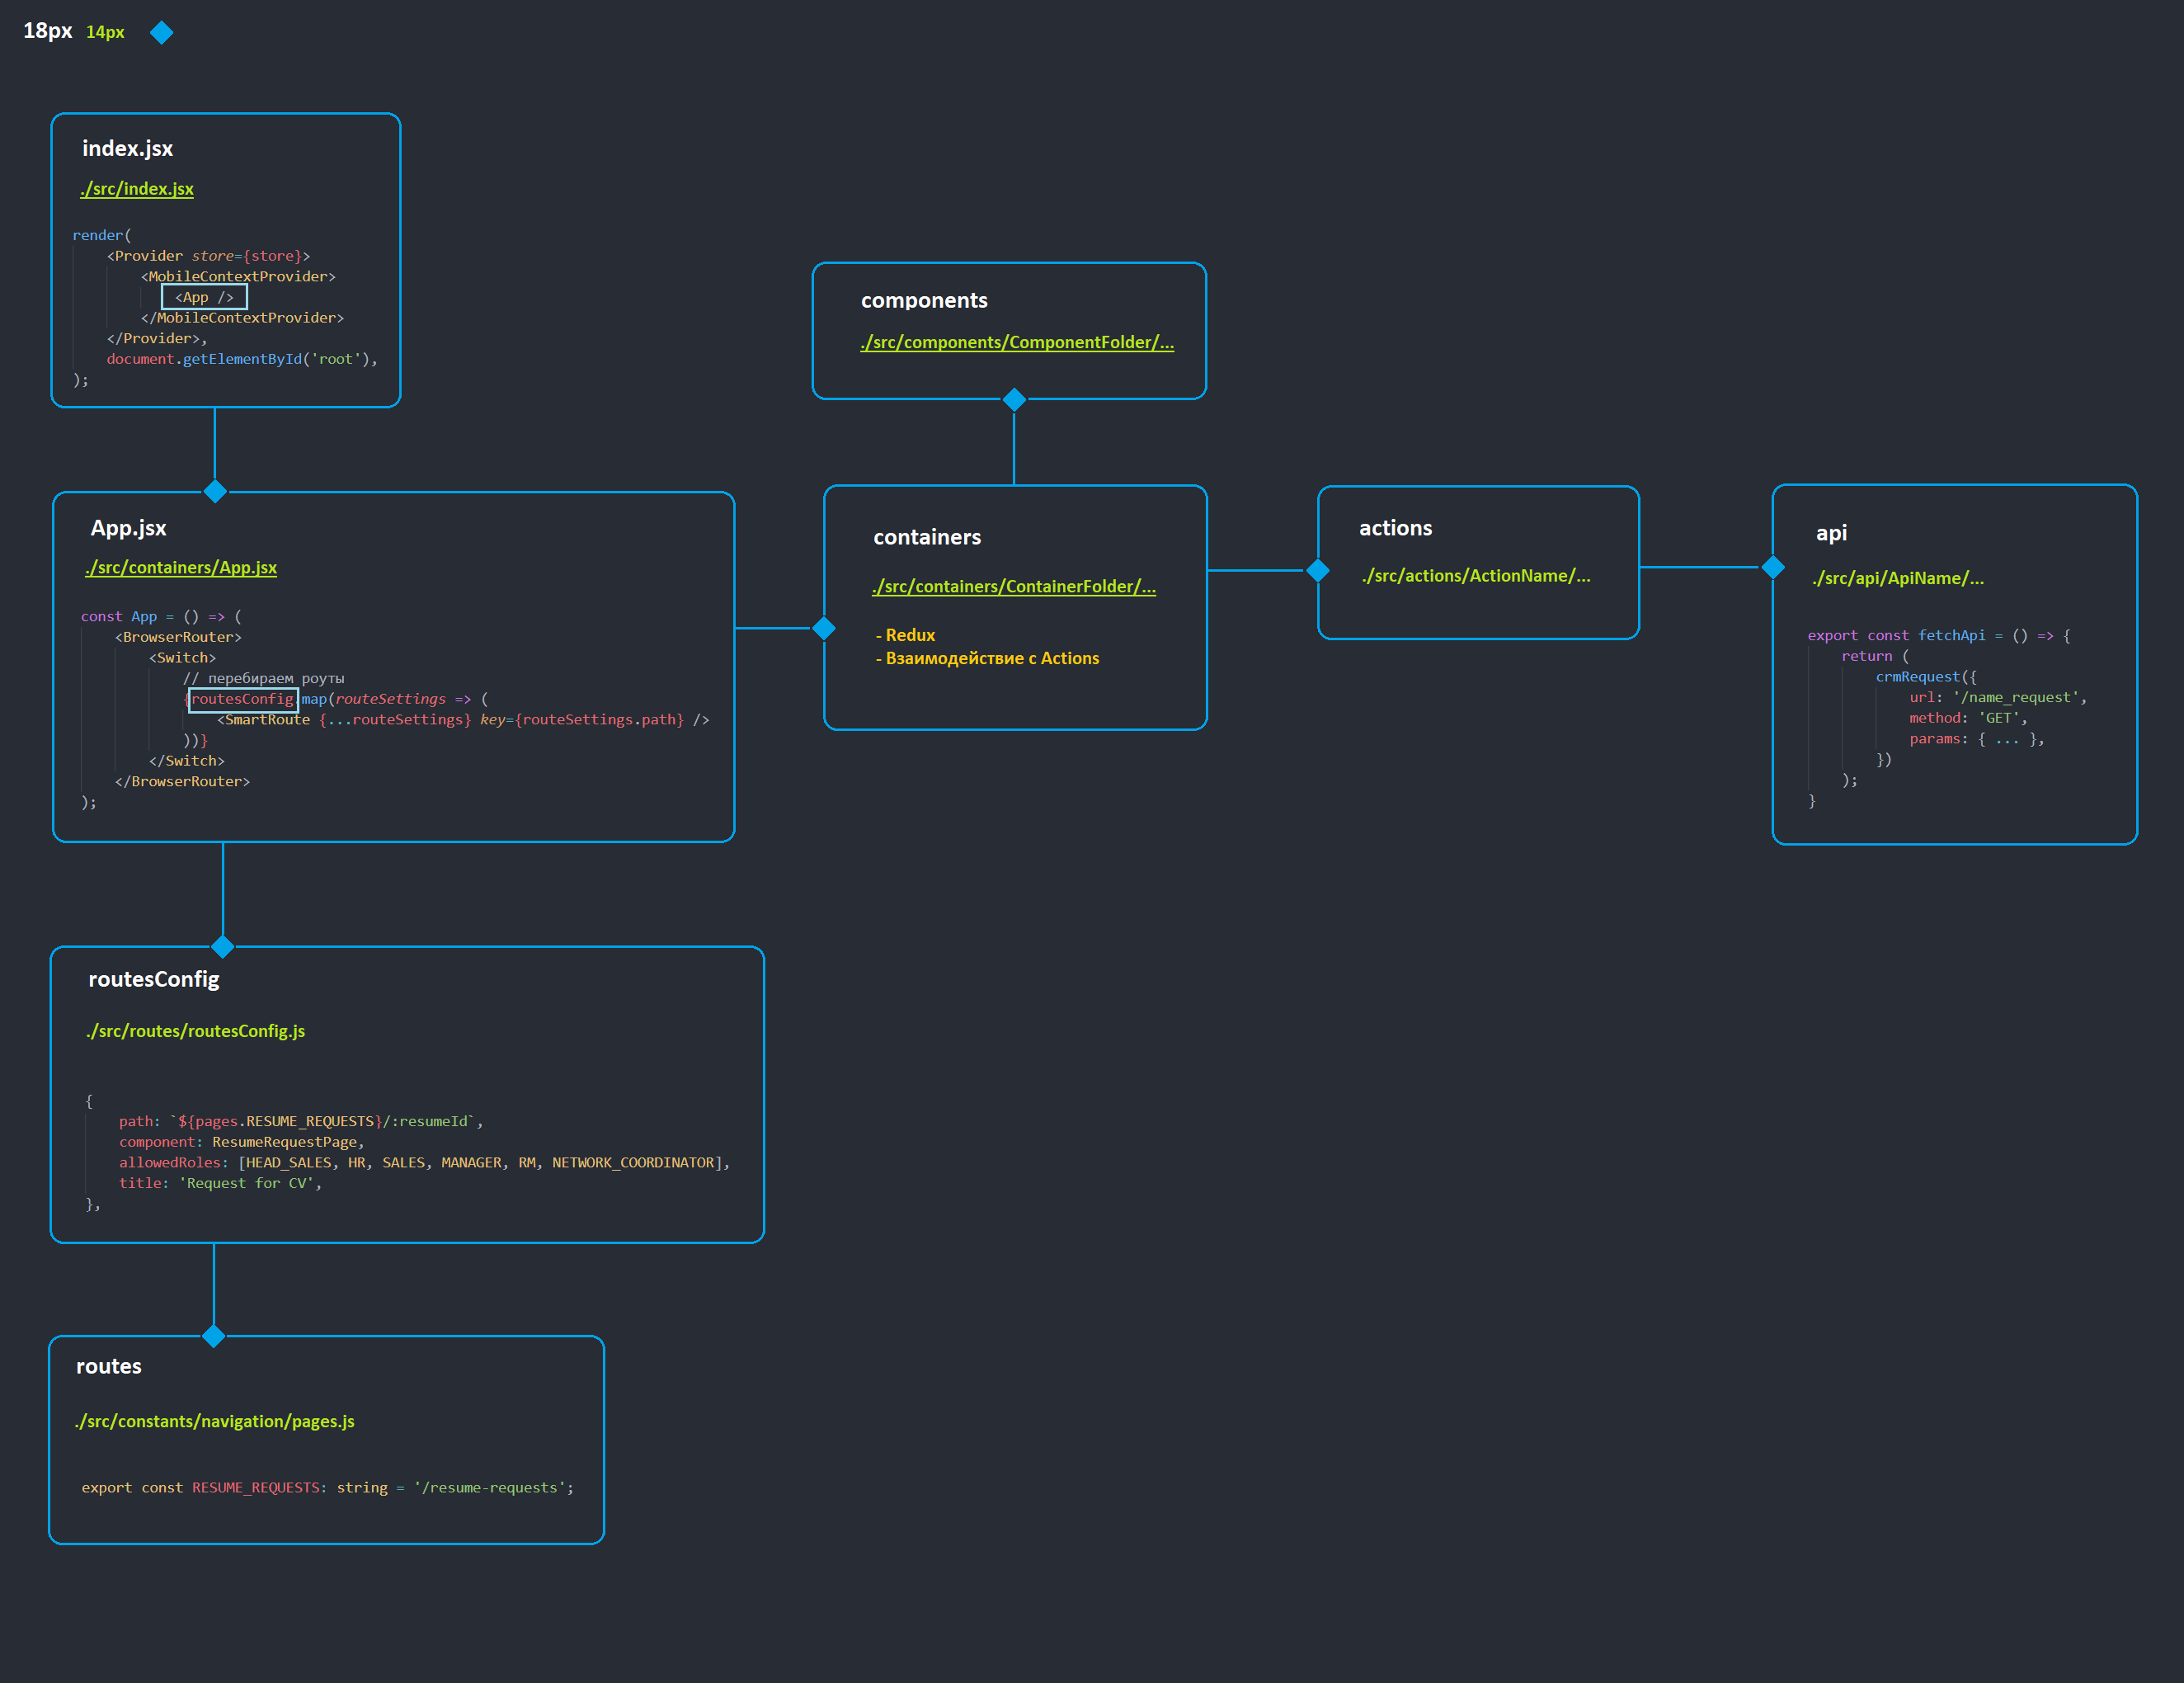 18px 14px
index.jsx
./src/index.jsx
render(
    <Provider store={store}>
        <MobileContextProvider>
            <App />
        </MobileContextProvider>
    </Provider>,
    document.getElementById('root'),
);
components
./src/components/ComponentFolder/...
App.jsx
./src/containers/App.jsx
const App = () => (
    <BrowserRouter>
        <Switch>
            // перебираем роуты
            {routesConfig.map(routeSettings => (
                <SmartRoute {...routeSettings} key={routeSettings.path} />
            ))}
        </Switch>
    </BrowserRouter>
);
containers
./src/containers/ContainerFolder/...
- Redux
- Взаимодействие с Actions
actions
./src/actions/ActionName/...
api
./src/api/ApiName/...
export const fetchApi = () => {
    return (
        crmRequest({
            url: '/name_request',
            method: 'GET',
            params: { ... },
        })
    );
}
routesConfig
./src/routes/routesConfig.js
{
    path: `${pages.RESUME_REQUESTS}/:resumeId`,
    component: ResumeRequestPage,
    allowedRoles: [HEAD_SALES, HR, SALES, MANAGER, RM, NETWORK_COORDINATOR],
    title: 'Request for CV',
},
routes
./src/constants/navigation/pages.js
export const RESUME_REQUESTS: string = '/resume-requests';